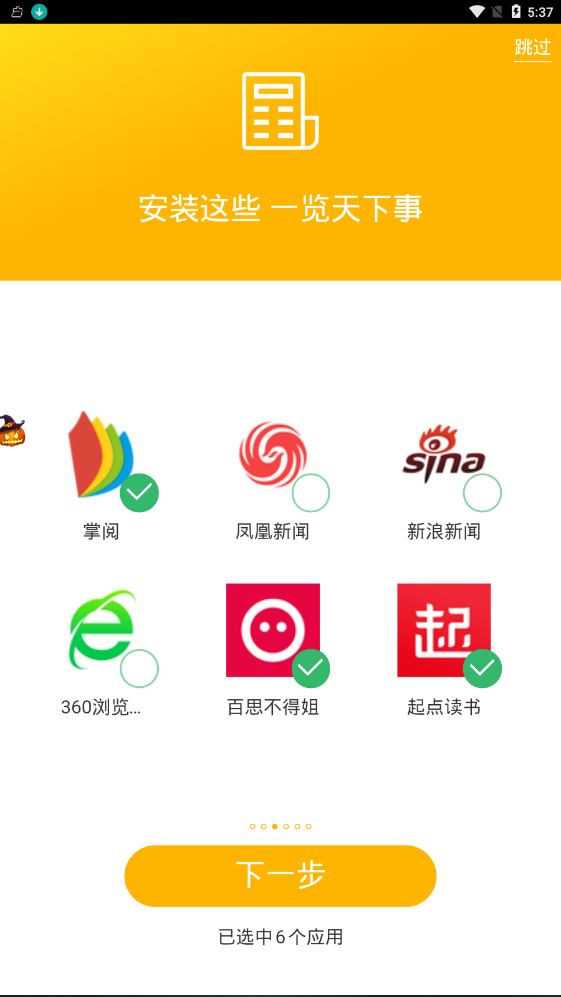 5:37
跳过
安装这些 一览天下事
sina
掌阅
凤凰新闻
新浪新闻
起
360浏览...
百思不得姐
起点读书
下一步
已选中6个应用